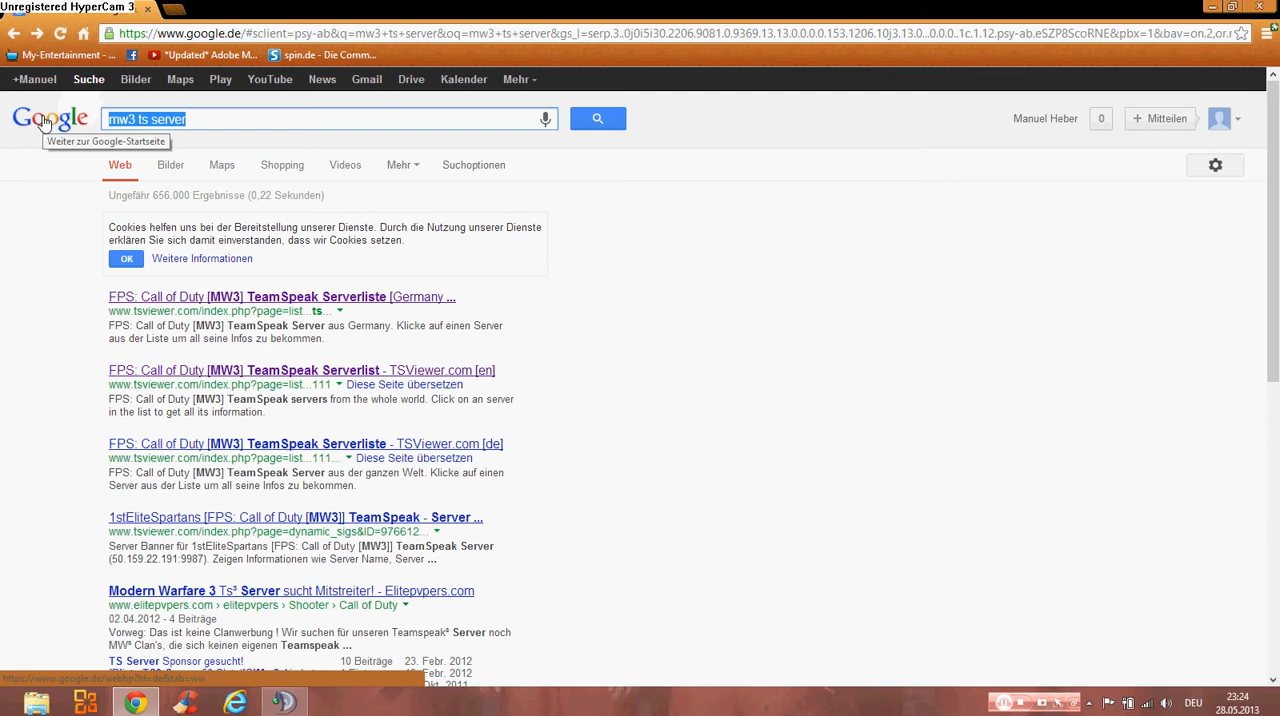 Unregistered HyperCam 3
https://www.google.de/#sclient=psy-ab&q=mw3+ts+server&oq=mw3+ts+server&gs_l=serp.3..0j0i5i30.2206.9081.0.9369.13.13.0.0.0.0.153.1206.10j3.13.0...0.0.0..1c.1.12.psy-ab.eSZP8ScoRNE&pbx=1&bav=on.2,or.r
My-Entertainment - ...
*Updated* Adobe M...
spin.de - Die Comm...
+Manuel Suche Bilder Maps Play YouTube News Gmail Drive Kalender Mehr
Google
mw3 ts server
Manuel Heber
0
+ Mitteilen
Weiter zur Google-Startseite
Web Bilder Maps Shopping Videos Mehr Suchoptionen
Ungefähr 656.000 Ergebnisse (0,22 Sekunden)
Cookies helfen uns bei der Bereitstellung unserer Dienste. Durch die Nutzung unserer Dienste
erklären Sie sich damit einverstanden, dass wir Cookies setzen.
OK Weitere Informationen
FPS: Call of Duty [MW3] TeamSpeak Serverliste [Germany ...
www.tsviewer.com/index.php?page=list...ts...
FPS: Call of Duty [MW3] TeamSpeak Server aus Germany. Klicke auf einen Server
aus der Liste um all seine Infos zu bekommen.
FPS: Call of Duty [MW3] TeamSpeak Serverlist - TSViewer.com [en]
www.tsviewer.com/index.php?page=list...111 Diese Seite übersetzen
FPS: Call of Duty [MW3] TeamSpeak servers from the whole world. Click on an server
in the list to get all its information.
FPS: Call of Duty [MW3] TeamSpeak Serverliste - TSViewer.com [de]
www.tsviewer.com/index.php?page=list...111... Diese Seite übersetzen
FPS: Call of Duty [MW3] TeamSpeak Server aus der ganzen Welt. Klicke auf einen
Server aus der Liste um all seine Infos zu bekommen.
1stEliteSpartans [FPS: Call of Duty [MW3]] TeamSpeak - Server ...
www.tsviewer.com/index.php?page=dynamic_sigs&ID=976612...
Server Banner für 1stEliteSpartans [FPS: Call of Duty [MW3]] TeamSpeak Server
(50.159.22.191:9987). Zeigen Informationen wie Server Name, Server ...
Modern Warfare 3 Ts³ Server sucht Mitstreiter! - Elitepvpers.com
www.elitepvpers.com › elitepvpers › Shooter › Call of Duty
02.04.2012 - 4 Beiträge
Vorweg: Das ist keine Clanwerbung ! Wir suchen für unseren Teamspeak³ Server noch
MW³ Clan's, die sich keinen eigenen Teamspeak ...
TS Server Sponsor gesucht! 10 Beiträge 23. Febr. 2012
https://www.google.de/webhp?hl=de&tab=ww
DEU
23:24
28.05.2013